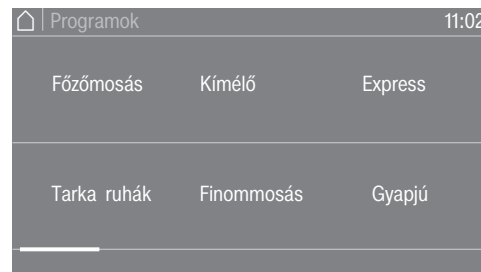 Programok 11:02
Főzőmosás Kímélő Express
Tarka ruhák Finommosás Gyapjú